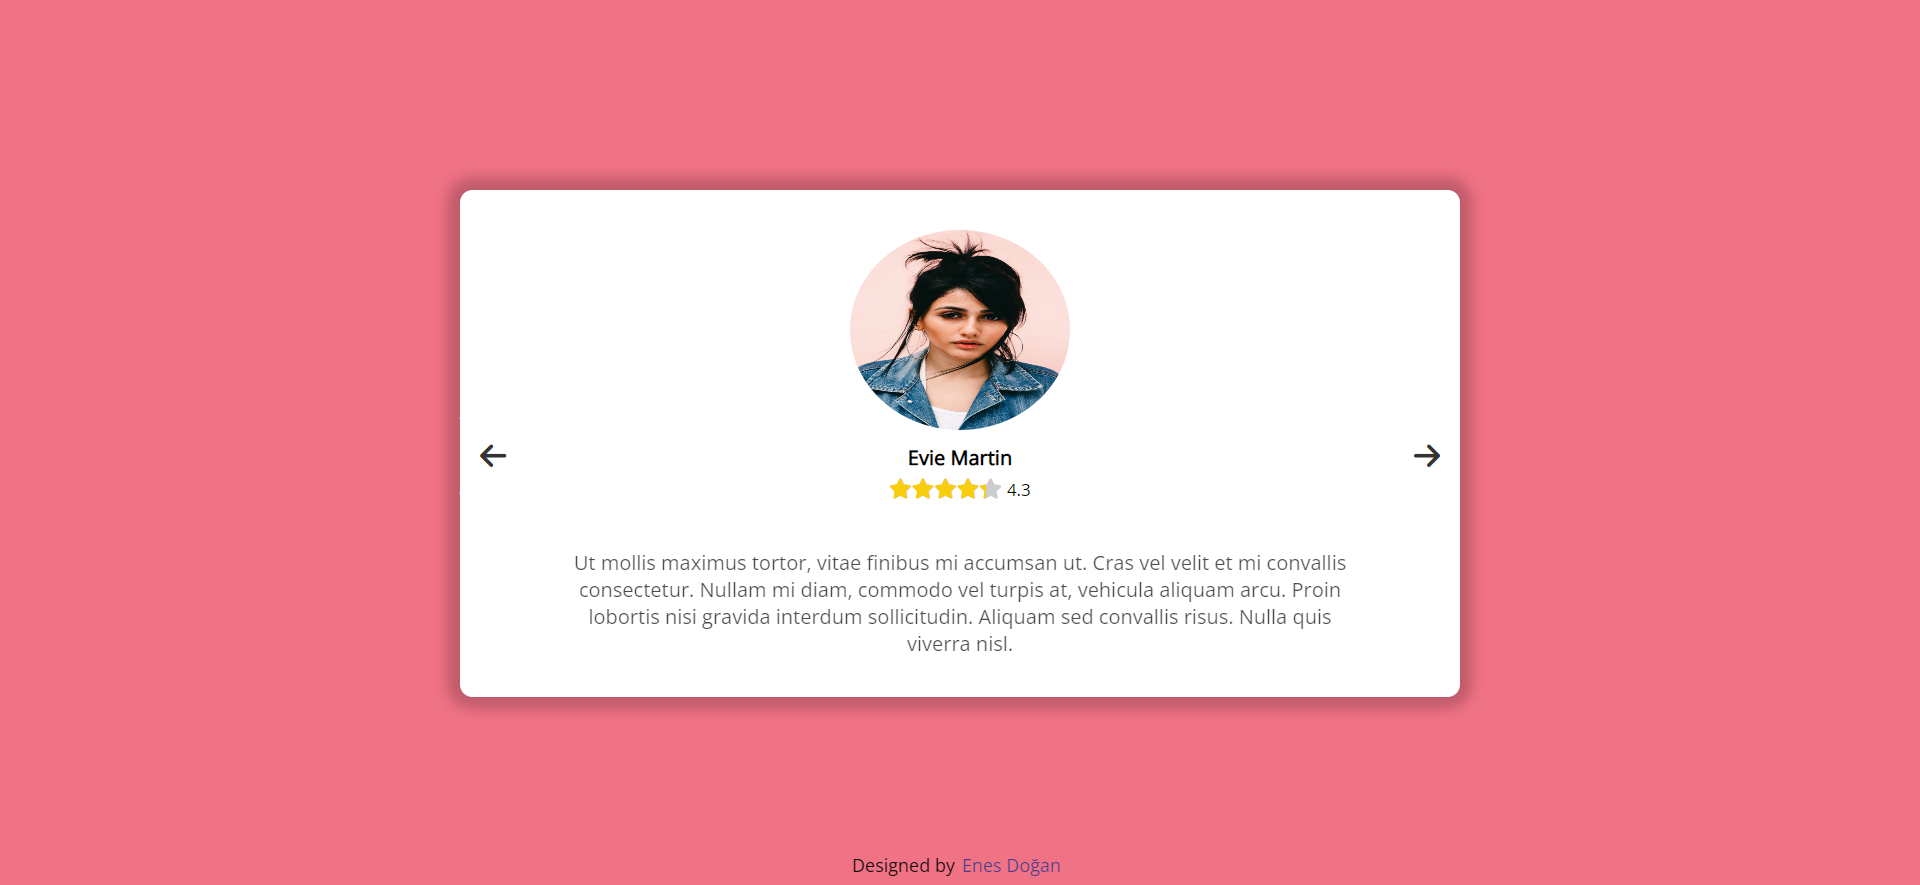 Evie Martin
4.3
Ut mollis maximus tortor, vitae finibus mi accumsan ut. Cras vel velit et mi convallis
consectetur. Nullam mi diam, commodo vel turpis at, vehicula aliquam arcu. Proin
lobortis nisi gravida interdum sollicitudin. Aliquam sed convallis risus. Nulla quis
viverra nisl.
Designed by Enes Doğan